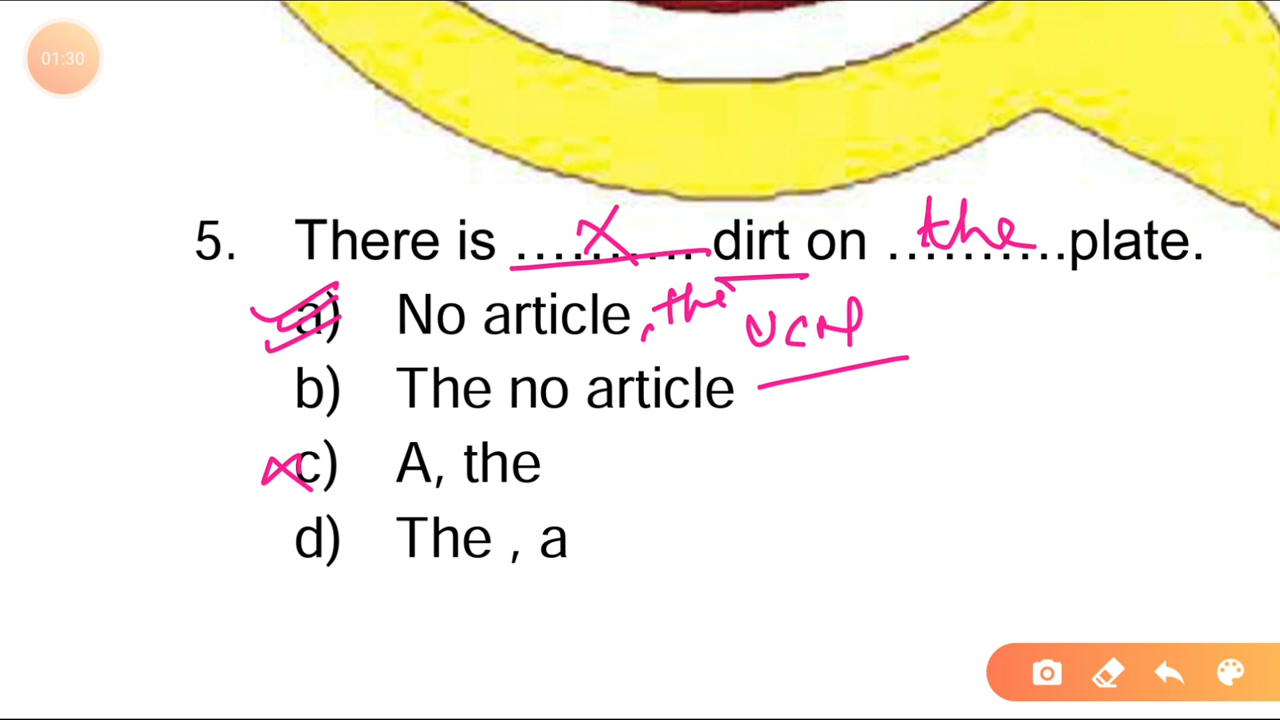 01:30
5. There is ....x...... dirt on ...the.......plate.
a) No article, the UCN
b) The no article
c) A, the
d) The , a